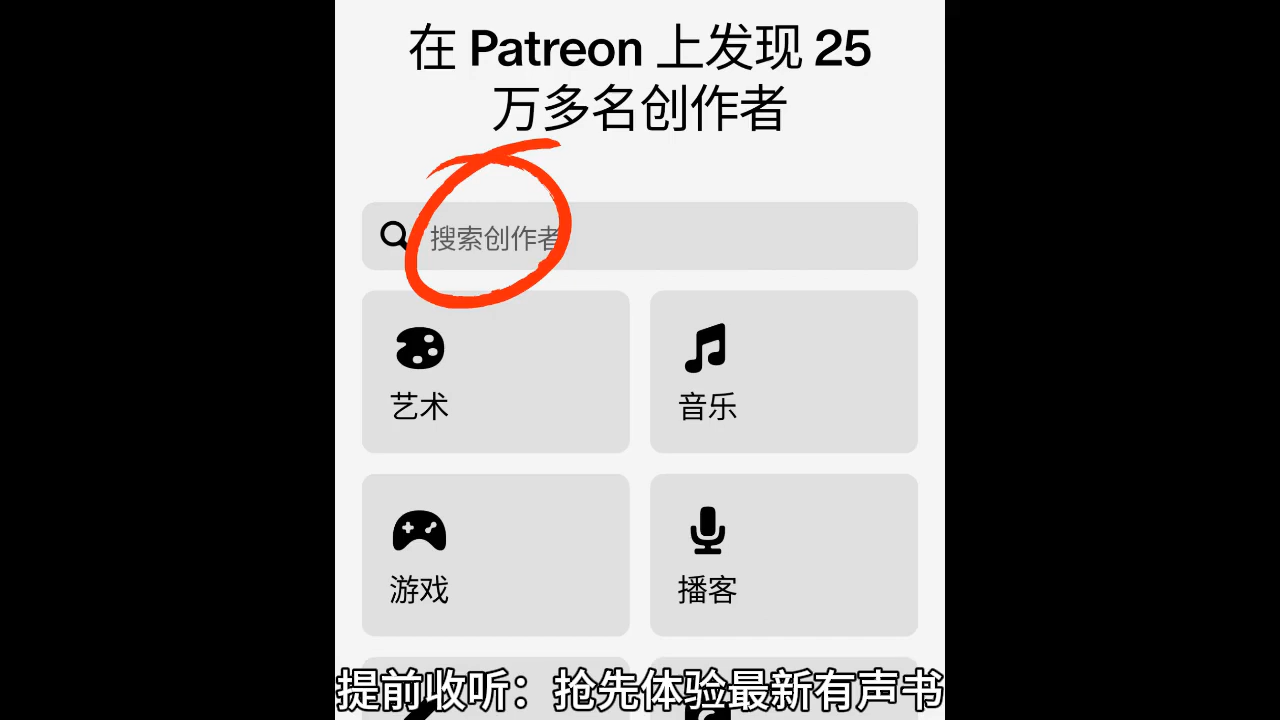 在 Patreon 上发现 25
万多名创作者
搜索创作者
艺术
音乐
游戏
播客
提前收听：抢先体验最新有声书